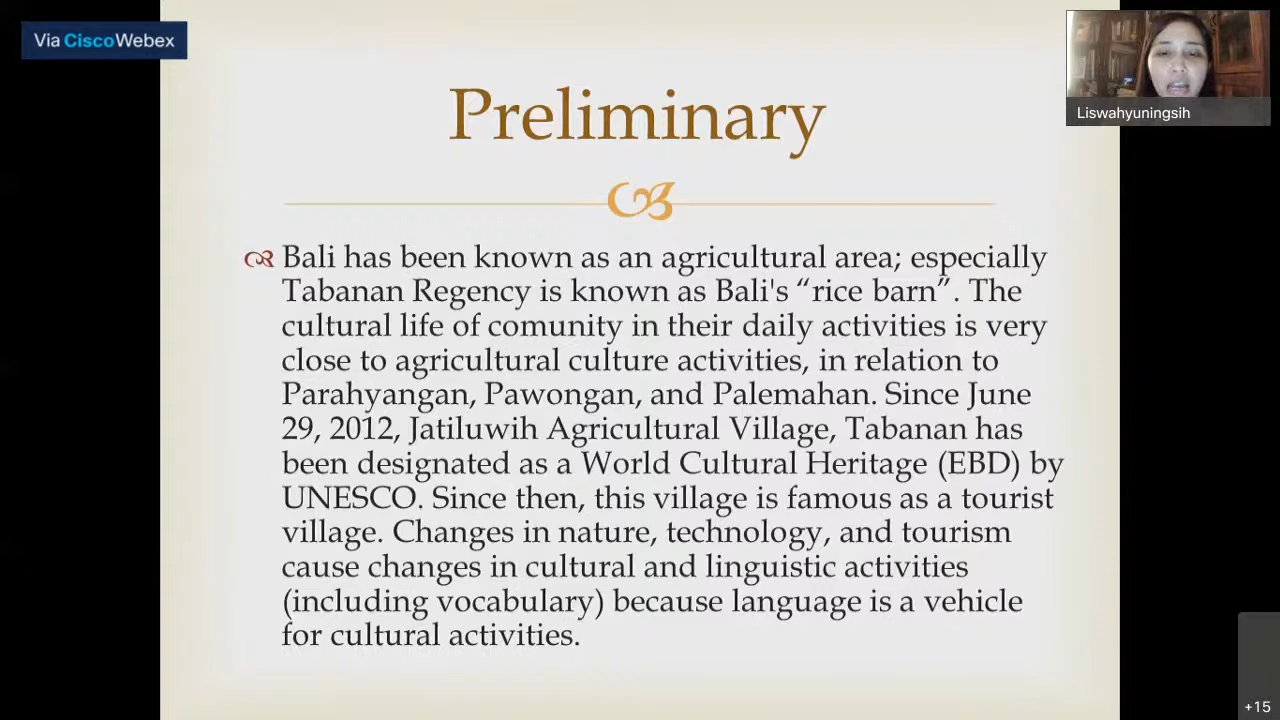 Via CiscoWebex
Liswahyuningsih
Preliminary
Bali has been known as an agricultural area; especially
Tabanan Regency is known as Bali's “rice barn”. The
cultural life of comunity in their daily activities is very
close to agricultural culture activities, in relation to
Parahyangan, Pawongan, and Palemahan. Since June
29, 2012, Jatiluwih Agricultural Village, Tabanan has
been designated as a World Cultural Heritage (EBD) by
UNESCO. Since then, this village is famous as a tourist
village. Changes in nature, technology, and tourism
cause changes in cultural and linguistic activities
(including vocabulary) because language is a vehicle
for cultural activities.
+15